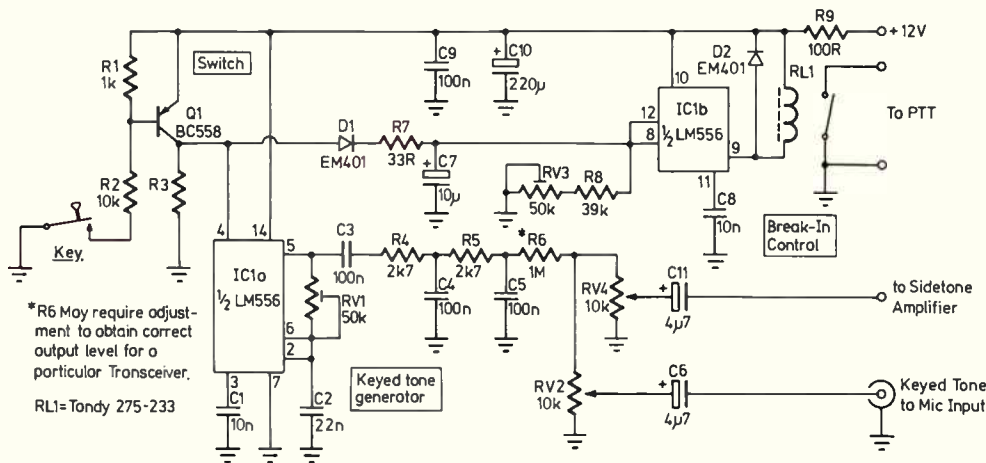 R9
100R
+12V
D2
EM401
RL1
C9
100n
C10
+
220µ
Switch
R1
1k
Q1
BC558
10
IC1b
½ LM556
12
8
9
11
To PTT
D1
EM401
R7
33R
+
C7
10µ
RV3
50k
R8
39k
C8
10n
Break-In
Control
R2
10k
R3
Key.
4
14
5
IC1a
½ LM556
6
2
3
7
C3
100n
R4
2k7
R5
2k7
*
R6
1M
RV1
50k
C4
100n
C5
100n
RV4
10k
+
C11
4µ7
to Sidetone
Amplifier
*R6 May require adjust-
ment to obtain correct
output level for a
particular Transceiver.
RL1=Tandy 275-233
C1
10n
C2
22n
Keyed tone
generator
RV2
10k
+
C6
4µ7
Keyed Tone
to Mic Input